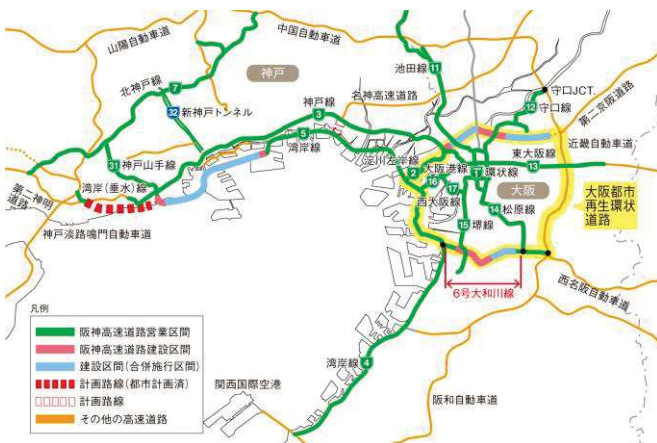 山陽自動車道
中国自動車道
池田線
11
守口JCT.
12
守口線
第二京阪道路
北神戸線
7
神戸
32
新神戸トンネル
神戸線
3
名神高速道路
5
湾岸線
淀川左岸線
近畿自動車道
東大阪線
13
31
神戸山手線
2
大阪港線
16
1
環状線
17
西大阪線
大阪
14
松原線
大阪都市
再生環状
道路
第二神明
道路
湾岸(垂水)線
神戸淡路鳴門自動車道
15
堺線
6号大和川線
西名阪自動車道
凡例
阪神高速道路営業区間
阪神高速道路建設区間
建設区間(合併施行区間)
計画路線(都市計画済)
計画路線
その他の高速道路
関西国際空港
湾岸線
4
阪和自動車道